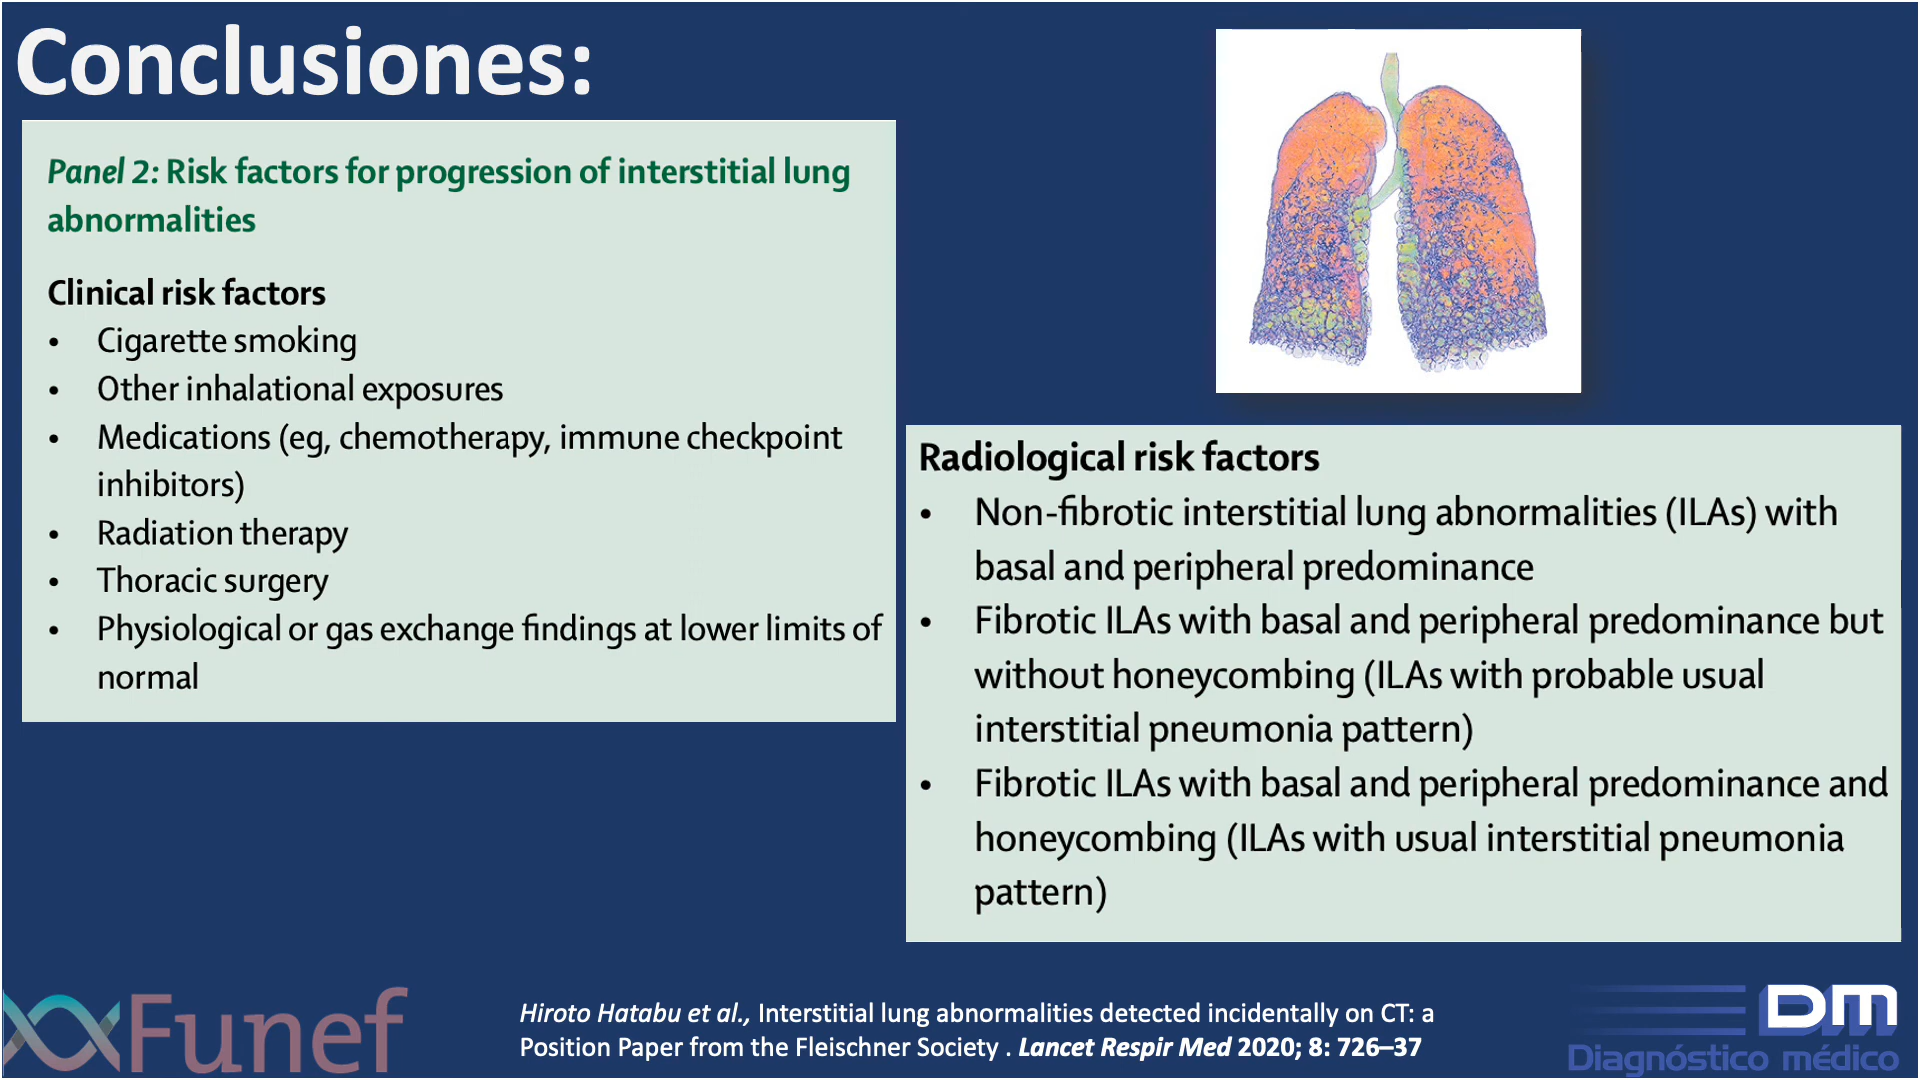 Conclusiones:
Panel 2: Risk factors for progression of interstitial lung
abnormalities
Clinical risk factors
• Cigarette smoking
• Other inhalational exposures
• Medications (eg, chemotherapy, immune checkpoint
inhibitors)
• Radiation therapy
• Thoracic surgery
• Physiological or gas exchange findings at lower limits of
normal
Radiological risk factors
• Non-fibrotic interstitial lung abnormalities (ILAs) with
basal and peripheral predominance
• Fibrotic ILAs with basal and peripheral predominance but
without honeycombing (ILAs with probable usual
interstitial pneumonia pattern)
• Fibrotic ILAs with basal and peripheral predominance and
honeycombing (ILAs with usual interstitial pneumonia
pattern)
Funef
Hiroto Hatabu et al., Interstitial lung abnormalities detected incidentally on CT: a
Position Paper from the Fleischner Society . Lancet Respir Med 2020; 8: 726–37
DM
Diagnóstico médico